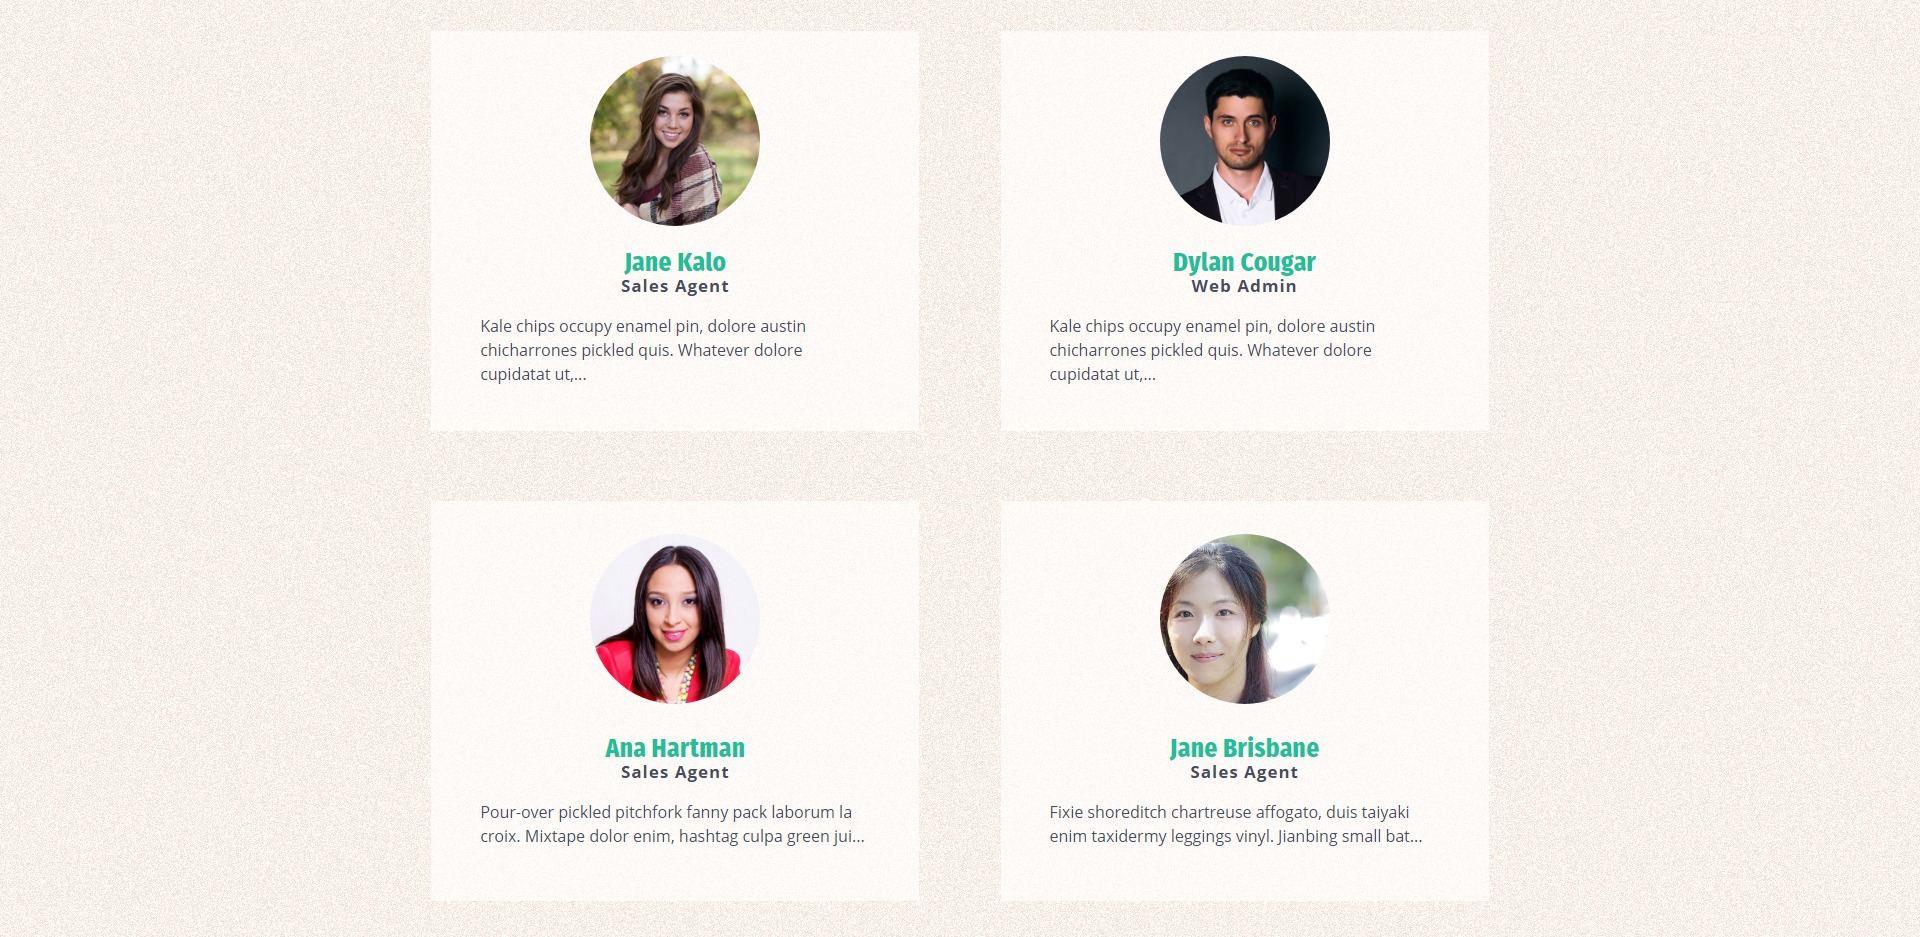 Jane Kalo
Sales Agent
Kale chips occupy enamel pin, dolore austin
chicharrones pickled quis. Whatever dolore
cupidatat ut,...
Dylan Cougar
Web Admin
Kale chips occupy enamel pin, dolore austin
chicharrones pickled quis. Whatever dolore
cupidatat ut,...
Ana Hartman
Sales Agent
Pour-over pickled pitchfork fanny pack laborum la
croix. Mixtape dolor enim, hashtag culpa green jui...
Jane Brisbane
Sales Agent
Fixie shoreditch chartreuse affogato, duis taiyaki
enim taxidermy leggings vinyl. Jianbing small bat...